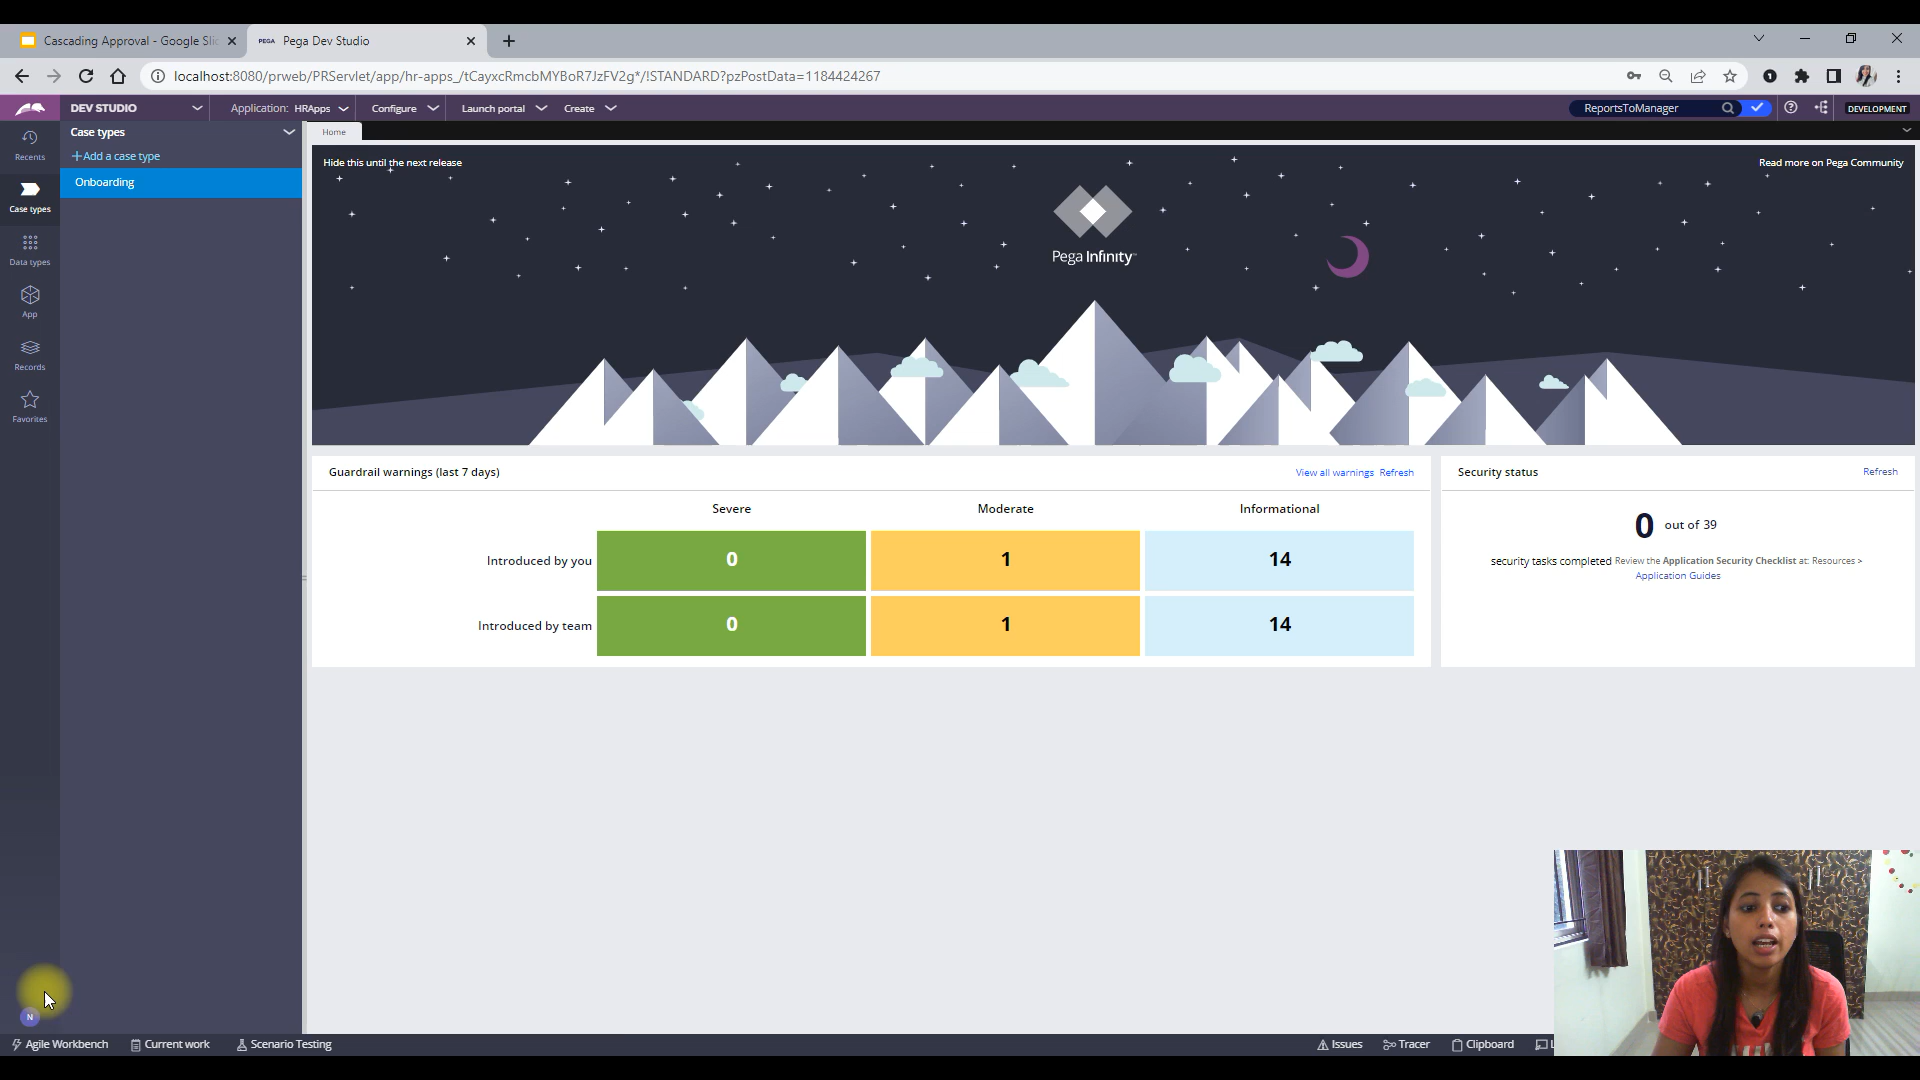 Cascading Approval - Google Slic
PEGA Pega Dev Studio
localhost:8080/prweb/PRServlet/app/hr-apps_/tCayxcRmcbMYBoR7JzFV2g*/!STANDARD?pzPostData=1184424267
DEV STUDIO
Application: HRApps
Configure
Launch portal
Create
ReportsToManager
DEVELOPMENT
Recents
Case types
Data types
App
Records
Favorites
Case types
+Add a case type
Onboarding
Home
Hide this until the next release
Read more on Pega Community
Pega Infinity™
Guardrail warnings (last 7 days)
View all warnings Refresh
Severe Moderate Informational
Introduced by you 0 1 14
Introduced by team 0 1 14
Security status
Refresh
0 out of 39
security tasks completed Review the Application Security Checklist at: Resources >
Application Guides
N
Agile Workbench
Current work
Scenario Testing
Issues
Tracer
Clipboard